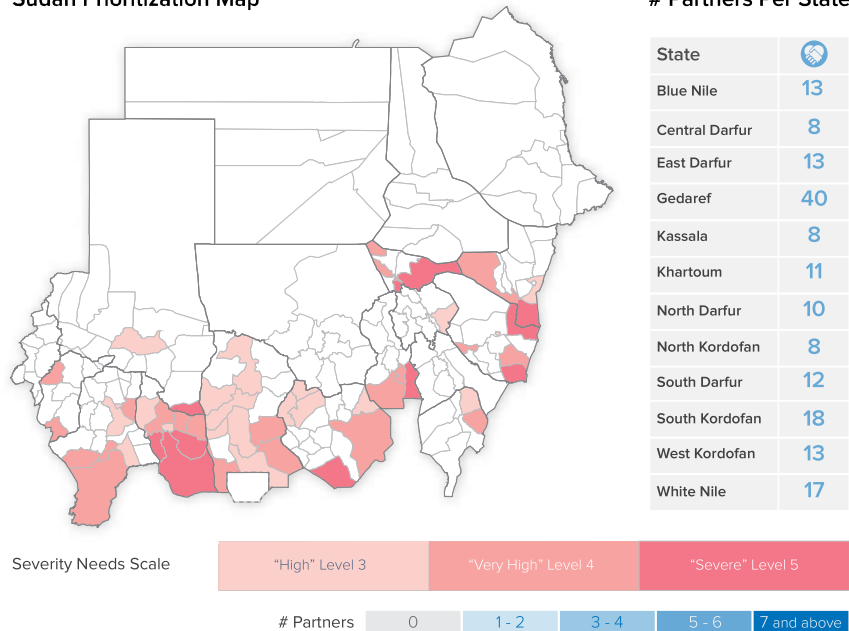 Sudan Prioritization Map
# Partners Per State
State
Blue Nile 13
Central Darfur 8
East Darfur 13
Gedaref 40
Kassala 8
Khartoum 11
North Darfur 10
North Kordofan 8
South Darfur 12
South Kordofan 18
West Kordofan 13
White Nile 17
Severity Needs Scale
“High” Level 3
“Very High” Level 4
“Severe” Level 5
# Partners 0 1 - 2 3 - 4 5 - 6 7 and above